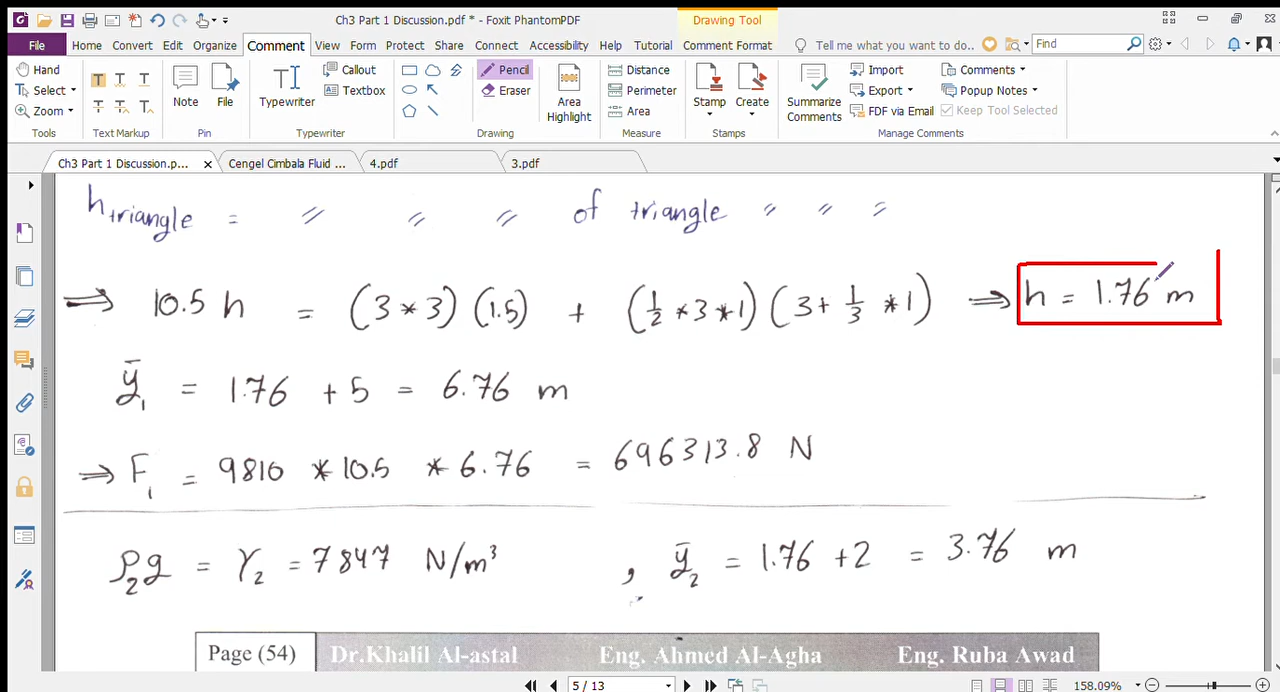 Ch3 Part 1 Discussion.pdf * - Foxit PhantomPDF
Drawing Tool
File Home Convert Edit Organize Comment View Form Protect Share Connect Accessibility Help Tutorial Comment Format Tell me what you want to do.. Find
Hand
Select
Zoom
Tools
Text Markup
Note
File
Pin
Typewriter
Callout
Textbox
Typewriter
Pencil
Eraser
Drawing
Area Highlight
Distance
Perimeter
Area
Measure
Stamp
Create
Stamps
Summarize Comments
Import
Export
FDF via Email
Comments
Popup Notes
Keep Tool Selected
Manage Comments
Ch3 Part 1 Discussion.p... × Cengel Cimbala Fluid ... 4.pdf 3.pdf
h triangle = 〃 〃 〃 of triangle 〃 〃 〃
⇒ 10.5 h = (3 * 3) (1.5) + (1/2 * 3 * 1) (3 + 1/3 * 1) ⇒ h = 1.76 m
ȳ₁ = 1.76 + 5 = 6.76 m
⇒ F₁ = 9810 * 10.5 * 6.76 = 696313.8 N
ρ₂g = γ₂ = 7847 N/m³ , ȳ₂ = 1.76 + 2 = 3.76 m
Page (54) Dr.Khalil Al-astal Eng. Ahmed Al-Agha Eng. Ruba Awad
5 / 13 158.09%